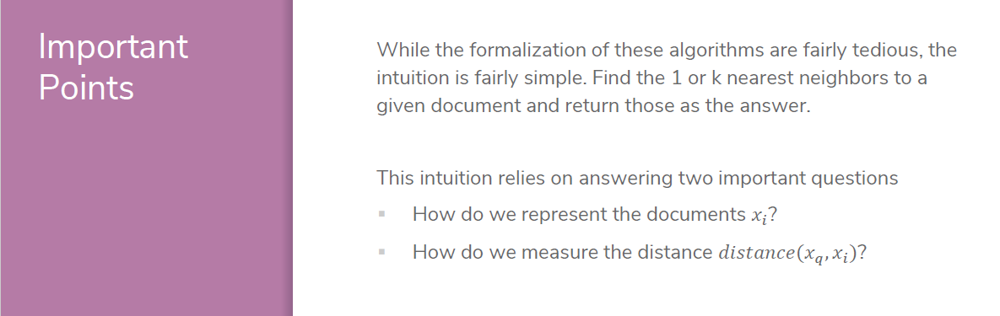 Important
Points
While the formalization of these algorithms are fairly tedious, the
intuition is fairly simple. Find the 1 or k nearest neighbors to a
given document and return those as the answer.
This intuition relies on answering two important questions
▪ How do we represent the documents xᵢ?
▪ How do we measure the distance distance(x_q, xᵢ)?